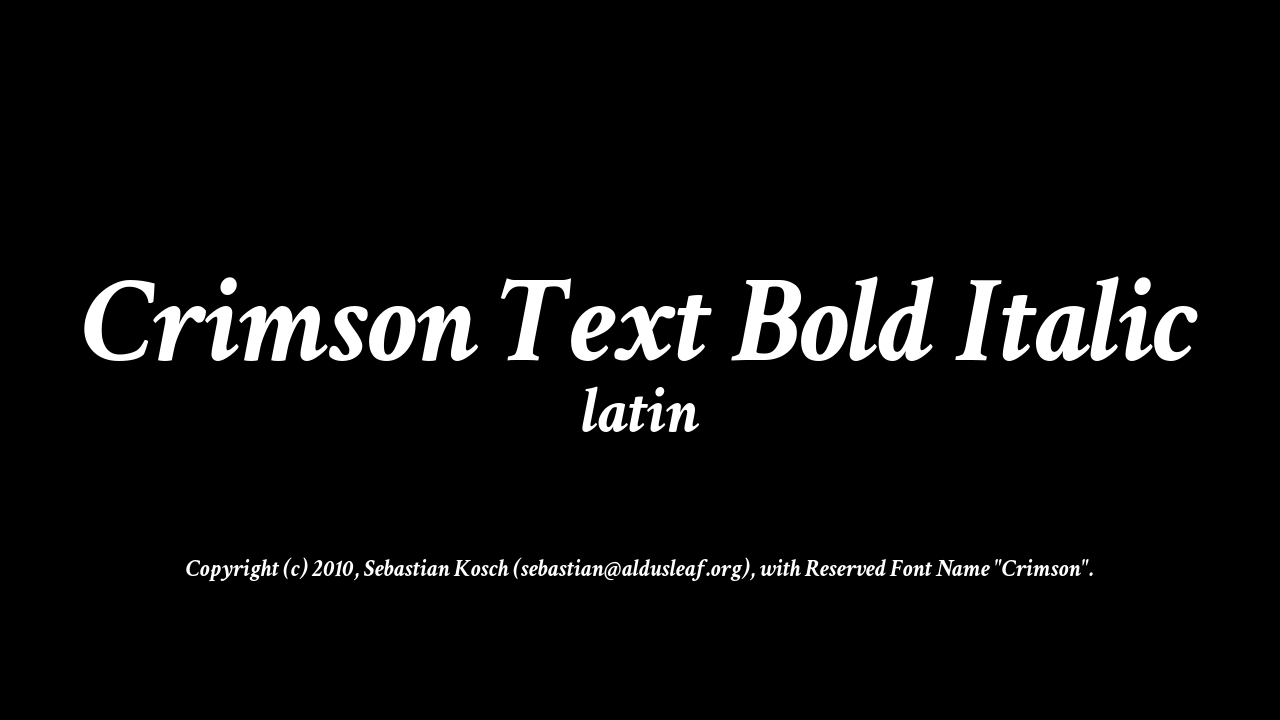 Crimson Text Bold Italic
latin
Copyright (c) 2010, Sebastian Kosch (sebastian@aldusleaf.org), with Reserved Font Name "Crimson".